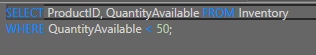 SELECT ProductID, QuantityAvailable FROM Inventory
WHERE QuantityAvailable < 50;